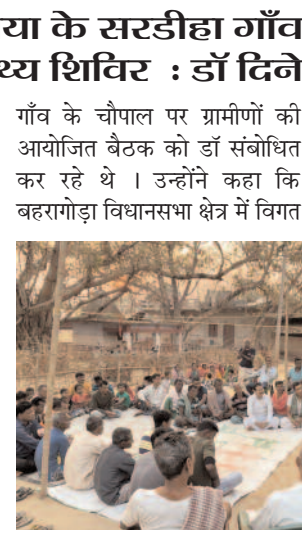 या के सरडीहा गाँव
थ्य शिविर : डॉ दिने
गाँव के चौपाल पर ग्रामीणों की
आयोजित बैठक को डॉ संबोधित
कर रहे थे । उन्होंने कहा कि
बहरागोड़ा विधानसभा क्षेत्र में विगत